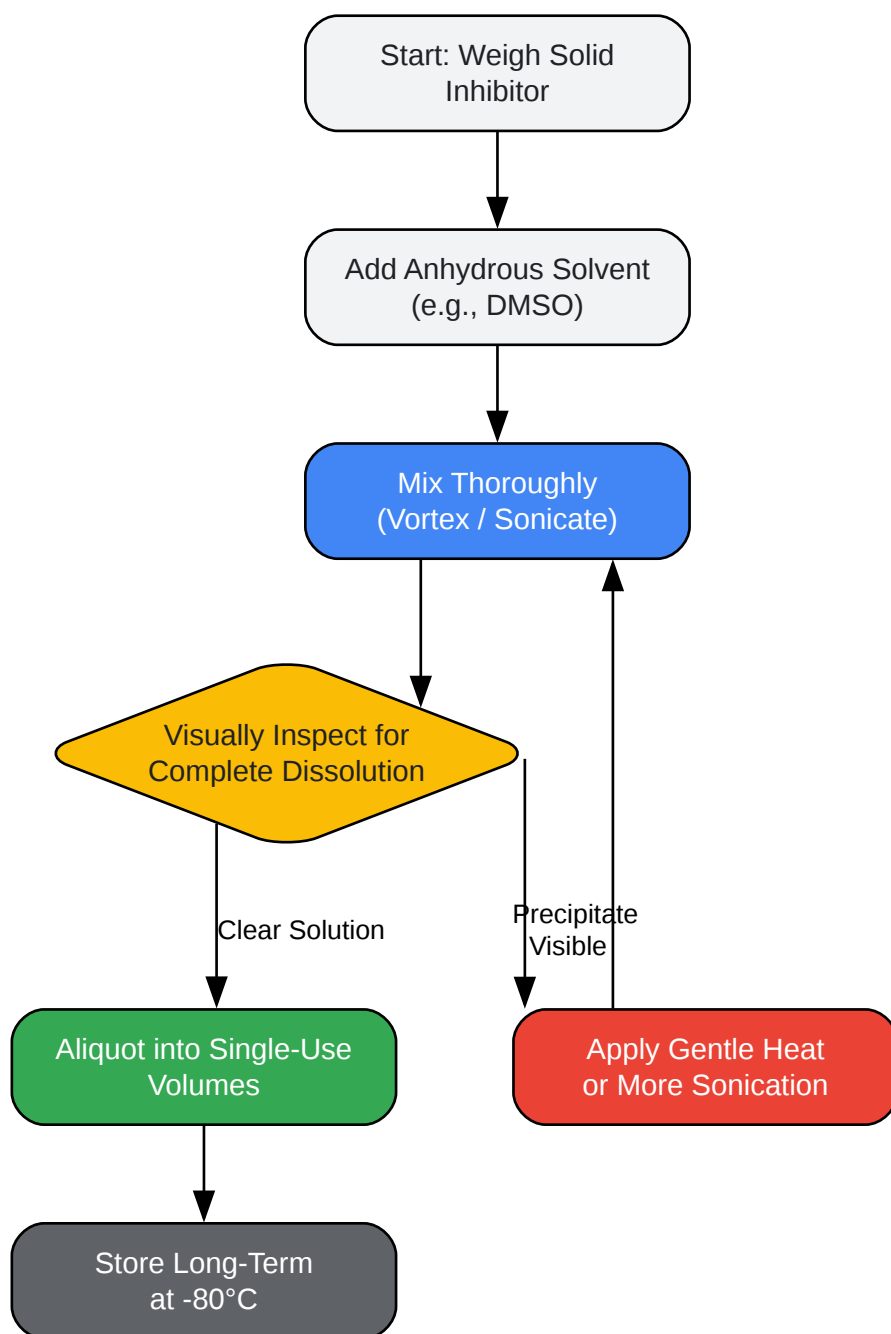 Start: Weigh Solid
Inhibitor
Add Anhydrous Solvent
(e.g., DMSO)
Mix Thoroughly
(Vortex / Sonicate)
Visually Inspect for
Complete Dissolution
Clear Solution
Precipitate
Visible
Aliquot into Single-Use
Volumes
Apply Gentle Heat
or More Sonication
Store Long-Term
at -80°C